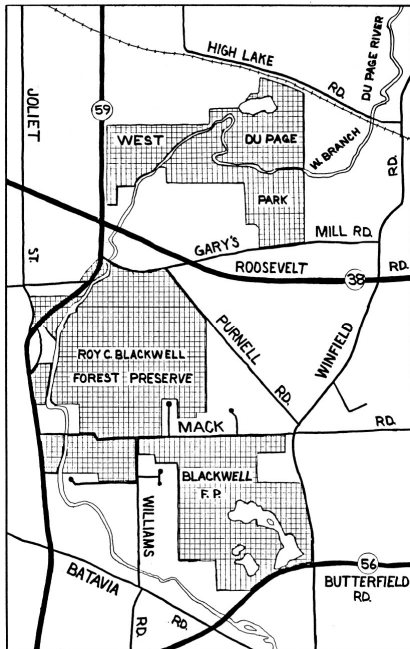 HIGH LAKE RD.
DU PAGE RIVER
W. BRANCH
JOLIET ST.
59
WEST DU PAGE PARK
RD.
GARY'S MILL RD.
ROOSEVELT RD.
38
PURNELL RD.
WINFIELD
ROY C. BLACKWELL
FOREST PRESERVE
MACK RD.
BLACKWELL
F. P.
WILLIAMS RD.
BATAVIA RD.
56
BUTTERFIELD
RD.